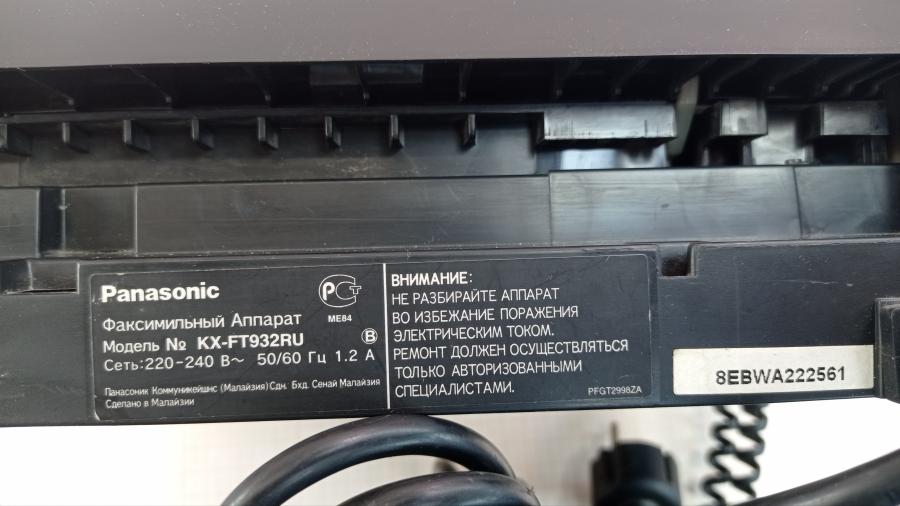 Panasonic
РСТ
МЕ84
Факсимильный Аппарат
Модель № KX-FT932RU
B
Сеть:220-240 В~ 50/60 Гц 1.2 А
Панасоник Коммуникейшнс (Малайзия)Сдн. Бхд. Сенай Малайзия
Сделано в Малайзии
ВНИМАНИЕ:
НЕ РАЗБИРАЙТЕ АППАРАТ
ВО ИЗБЕЖАНИЕ ПОРАЖЕНИЯ
ЭЛЕКТРИЧЕСКИМ ТОКОМ.
РЕМОНТ ДОЛЖЕН ОСУЩЕСТВЛЯТЬСЯ
ТОЛЬКО АВТОРИЗОВАННЫМИ
СПЕЦИАЛИСТАМИ.
PFGT2998ZA
8EBWA222561